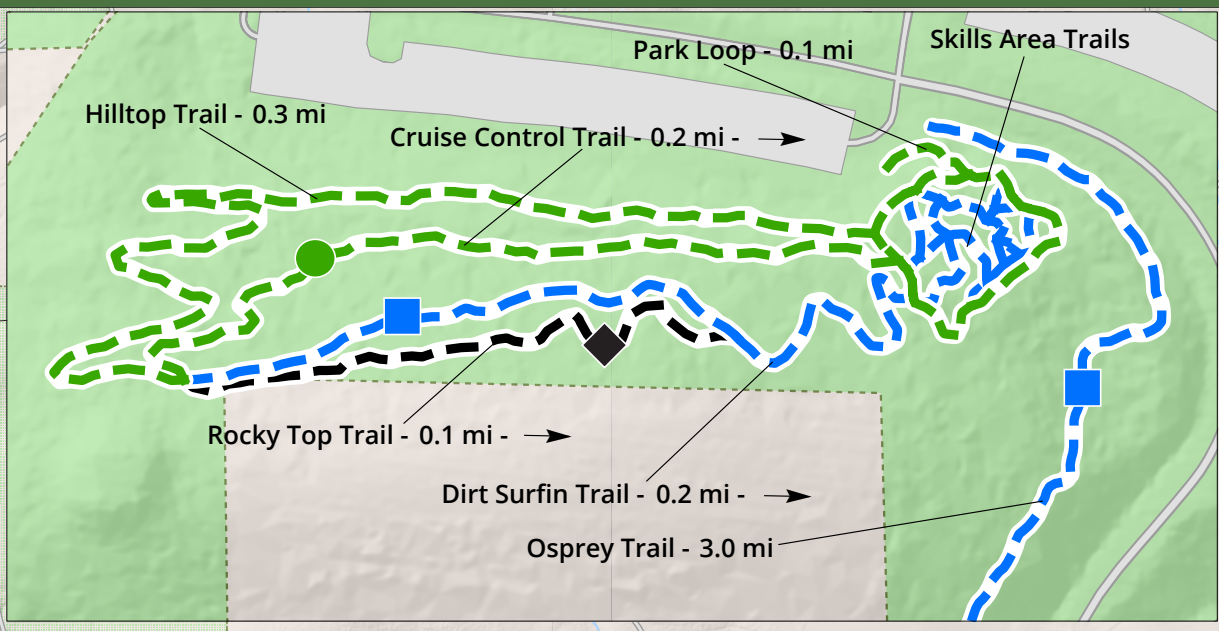 Park Loop - 0.1 mi
Skills Area Trails
Hilltop Trail - 0.3 mi
Cruise Control Trail - 0.2 mi -
Rocky Top Trail - 0.1 mi -
Dirt Surfin Trail - 0.2 mi -
Osprey Trail - 3.0 mi